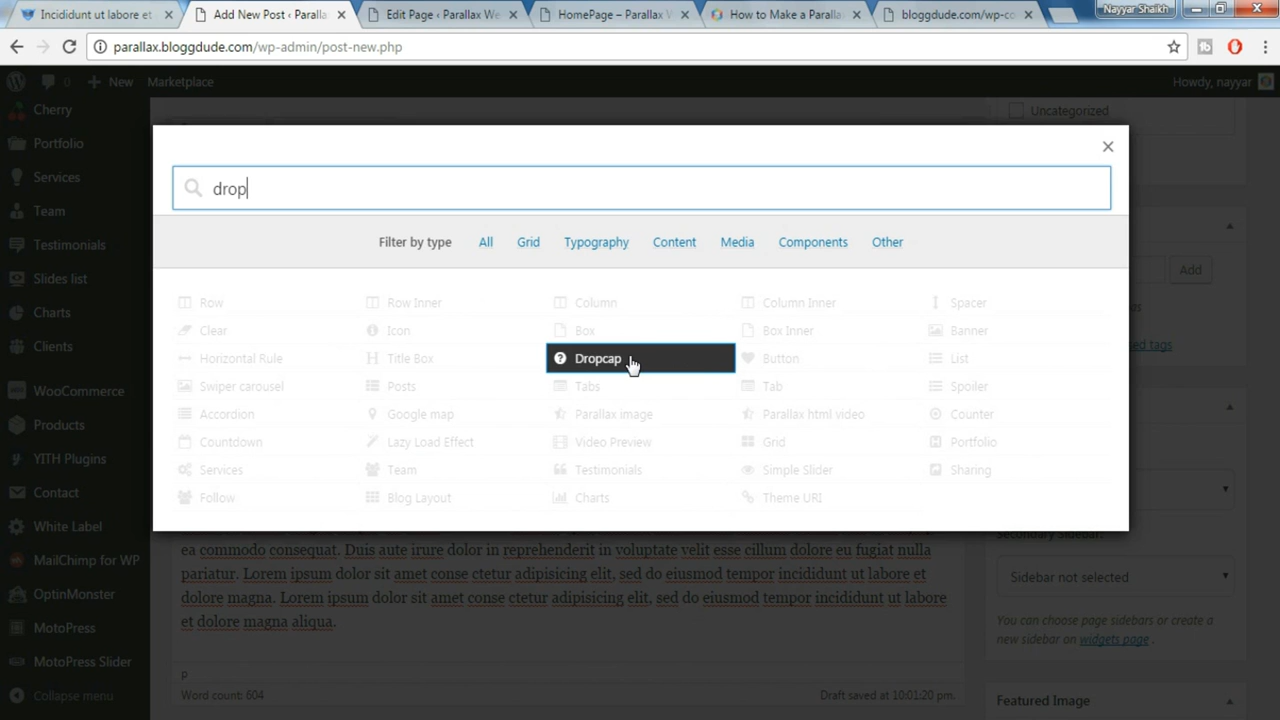 Incididunt ut labore et
Add New Post ‹ Paralla
Edit Page ‹ Parallax We
HomePage – Parallax
How to Make a Paralla
bloggdude.com/wp-co
Nayyar Shaikh
parallax.bloggdude.com/wp-admin/post-new.php
0
New
Marketplace
Howdy, nayyar
Cherry
Portfolio
Services
Team
Testimonials
Slides list
Charts
Clients
WooCommerce
Products
YITH Plugins
Contact
White Label
MailChimp for WP
OptinMonster
MotoPress
MotoPress Slider
Collapse menu
Uncategorized
drop
Filter by type All Grid Typography Content Media Components Other
Row Row Inner Column Column Inner Spacer
Clear Icon Box Box Inner Banner
Horizontal Rule Title Box Dropcap Button List
Swiper carousel Posts Tabs Tab Spoiler
Accordion Google map Parallax image Parallax html video Counter
Countdown Lazy Load Effect Video Preview Grid Portfolio
Services Team Testimonials Simple Slider Sharing
Follow Blog Layout Charts Theme URI
Add
ed tags
ea commodo consequat. Duis aute irure dolor in reprehenderit in voluptate velit esse cillum dolore eu fugiat nulla
pariatur. Lorem ipsum dolor sit amet conse ctetur adipisicing elit, sed do eiusmod tempor incididunt ut labore et
dolore magna. Lorem ipsum dolor sit amet conse ctetur adipisicing elit, sed do eiusmod tempor incididunt ut labore
et dolore magna aliqua.
p
Word count: 604
Draft saved at 10:01:20 pm.
Secondary Sidebar:
Sidebar not selected
You can choose page sidebars or create a
new sidebar on widgets page .
Featured Image